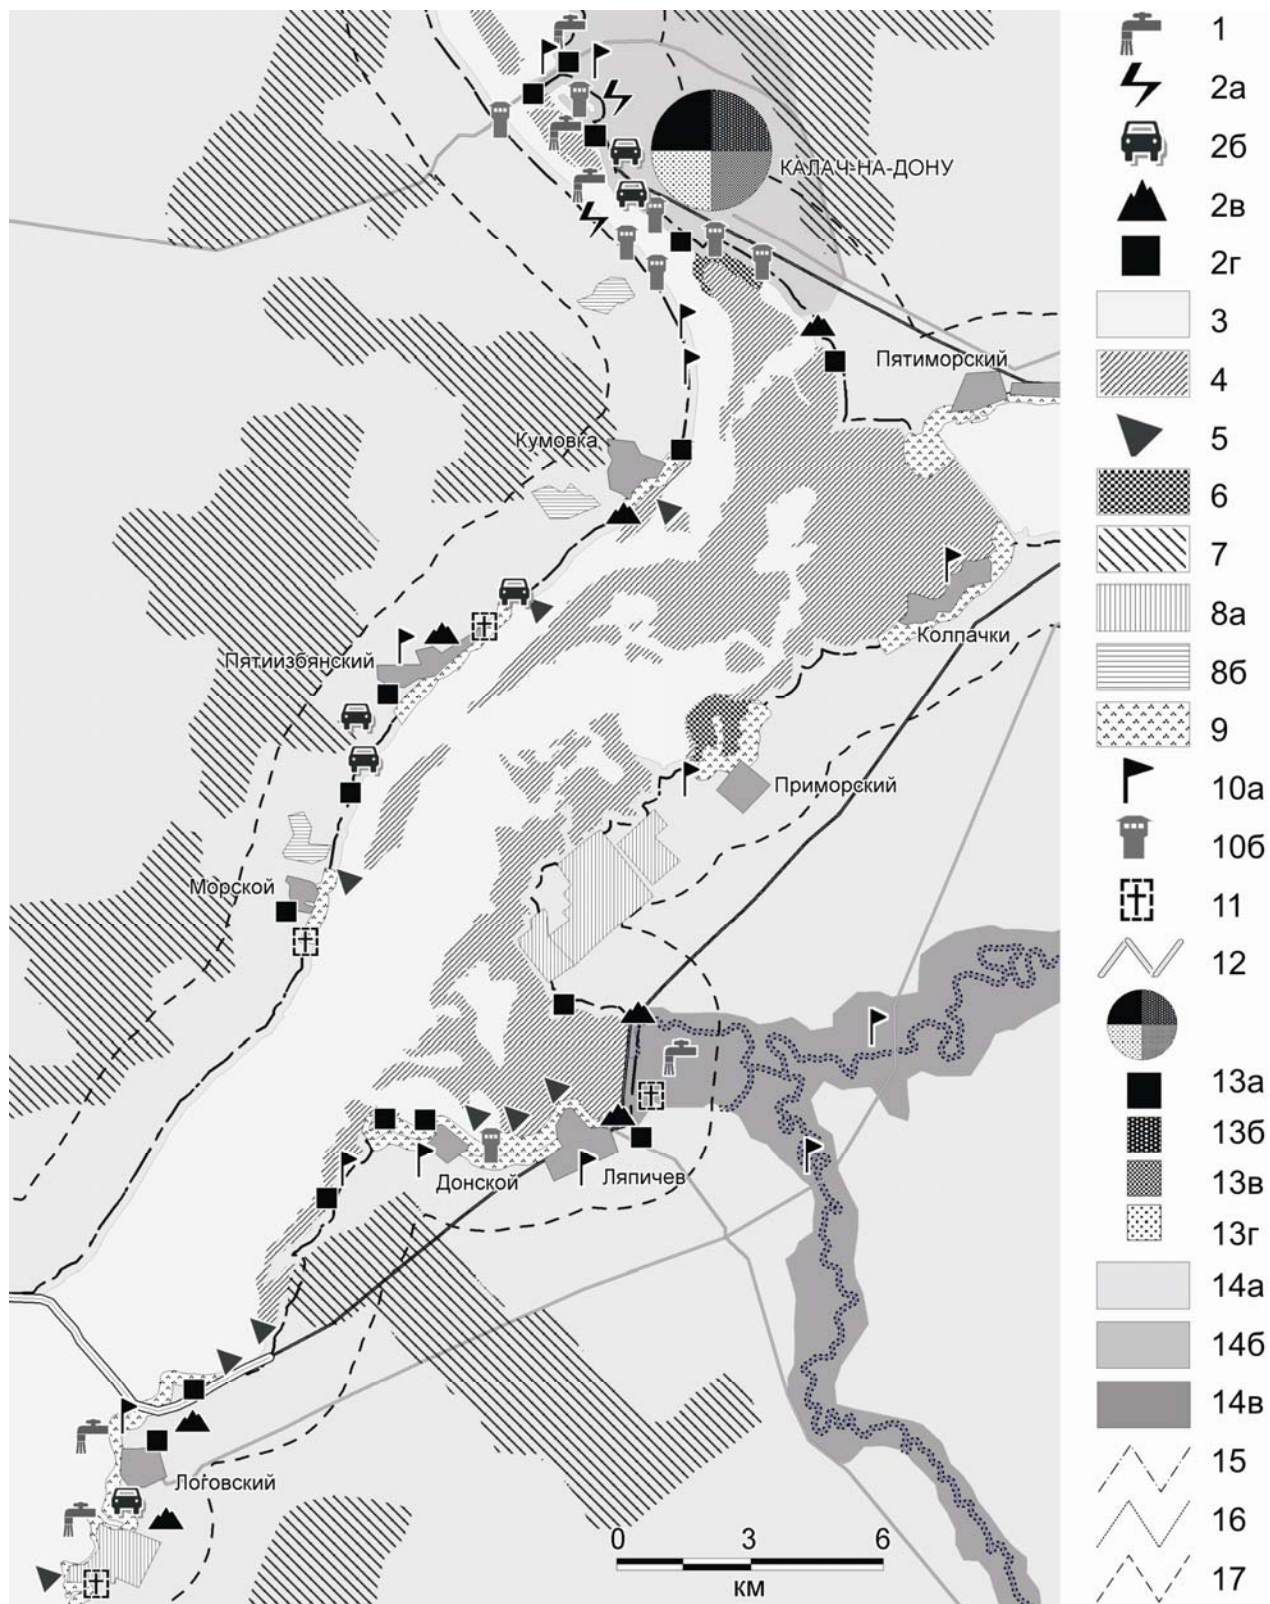 КАЛАЧ-НА-ДОНУ
Пятиморский
Кумовка
Колпачки
Пятиизбянский
Приморский
Морской
Донской
Ляпичев
Логовский
0 3 6
км
1
2а
2б
2в
2г
3
4
5
6
7
8а
8б
9
10а
10б
11
12
13а
13б
13в
13г
14а
14б
14в
15
16
17